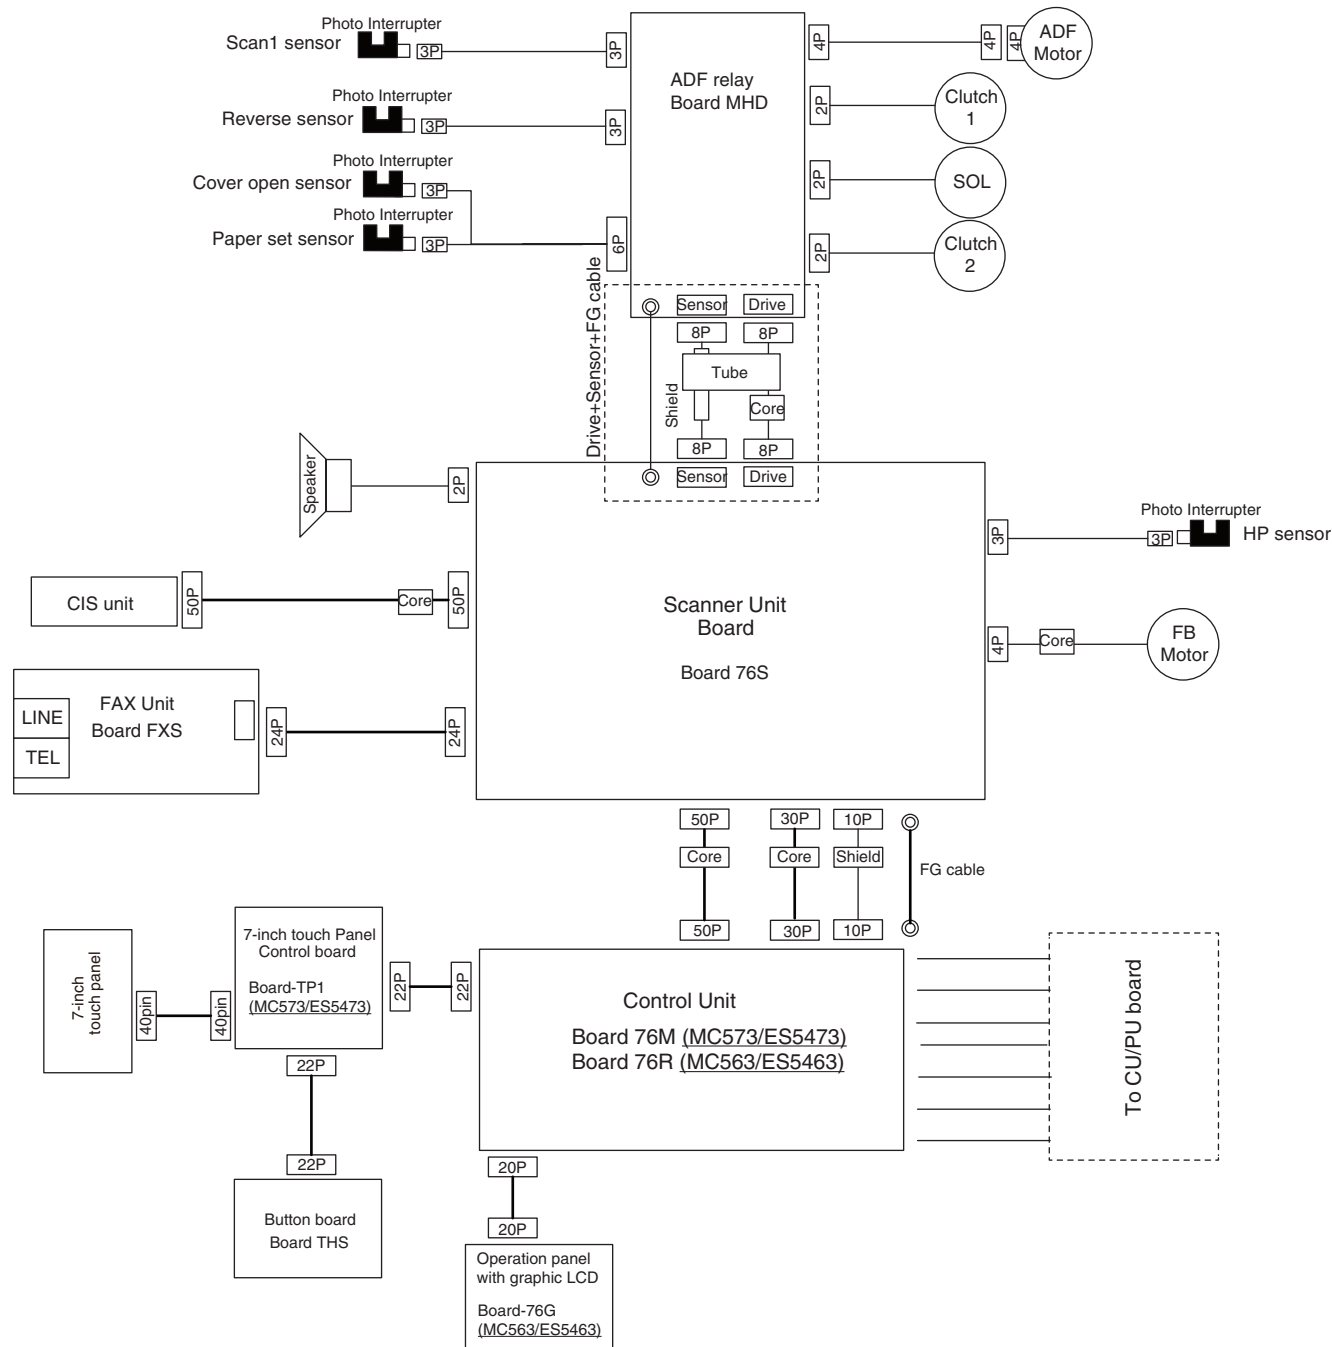 Photo Interrupter
Scan1 sensor
3P
3P
ADF relay
Board MHD
4P
4P
4P
ADF
Motor
Photo Interrupter
Reverse sensor
3P
3P
2P
Clutch
1
Photo Interrupter
Cover open sensor
3P
2P
SOL
Photo Interrupter
Paper set sensor
3P
6P
2P
Clutch
2
Drive+Sensor+FG cable
Sensor
Drive
8P
8P
Tube
Shield
Core
8P
8P
Sensor
Drive
Speaker
2P
Photo Interrupter
3P
3P
HP sensor
CIS unit
50P
Core
50P
Scanner Unit
Board
Board 76S
4P
Core
FB
Motor
FAX Unit
Board FXS
LINE
TEL
24P
24P
50P
30P
10P
Core
Core
Shield
FG cable
50P
30P
10P
7-inch
touch panel
40pin
40pin
7-inch touch Panel
Control board
Board-TP1
(MC573/ES5473)
22P
22P
Control Unit
Board 76M (MC573/ES5473)
Board 76R (MC563/ES5463)
To CU/PU board
22P
22P
Button board
Board THS
20P
20P
Operation panel
with graphic LCD
Board-76G
(MC563/ES5463)